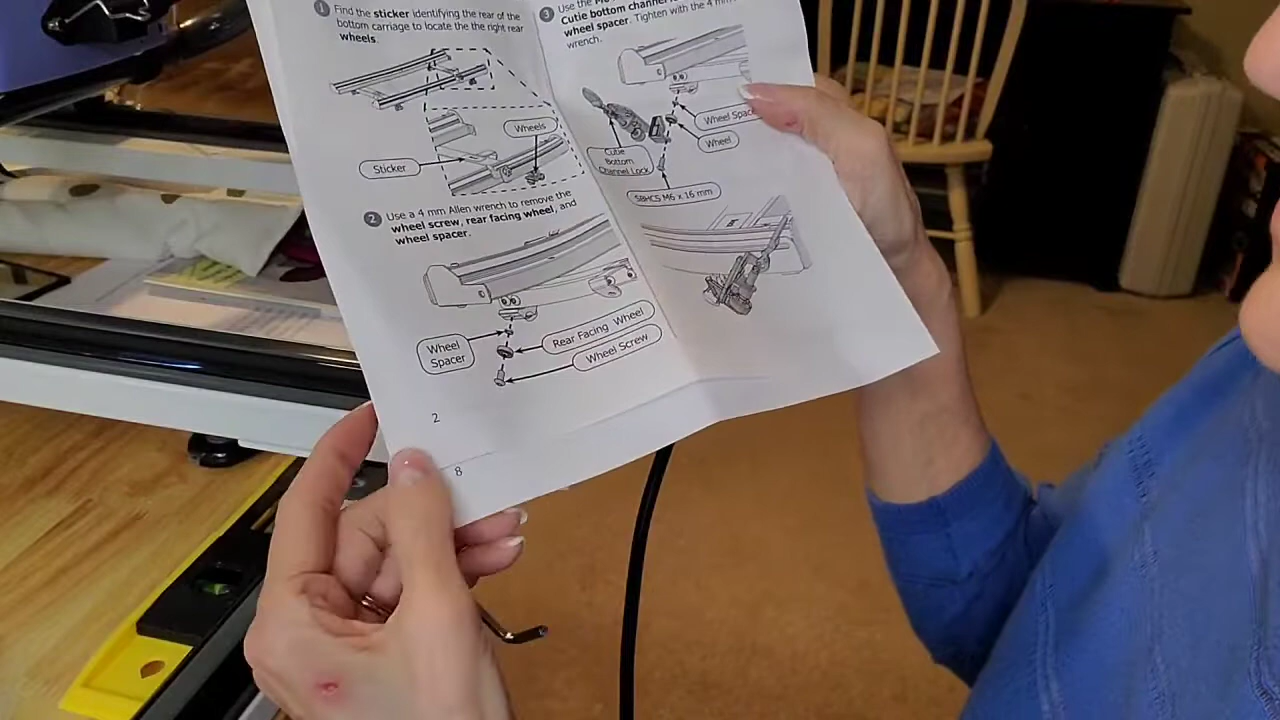 1 Find the sticker identifying the rear of the
bottom carriage to locate the the right rear
wheels.
Wheels
Sticker
2 Use a 4 mm Allen wrench to remove the
wheel screw, rear facing wheel, and
wheel spacer.
Wheel
Spacer
Rear Facing Wheel
Wheel Screw
2
8
3 Use the
Cutie bottom channel
wheel spacer. Tighten with the 4 mm
wrench.
Wheel
Wheel
Cutie
Bottom
Channel Lock
SBHCS M6 x 16 mm